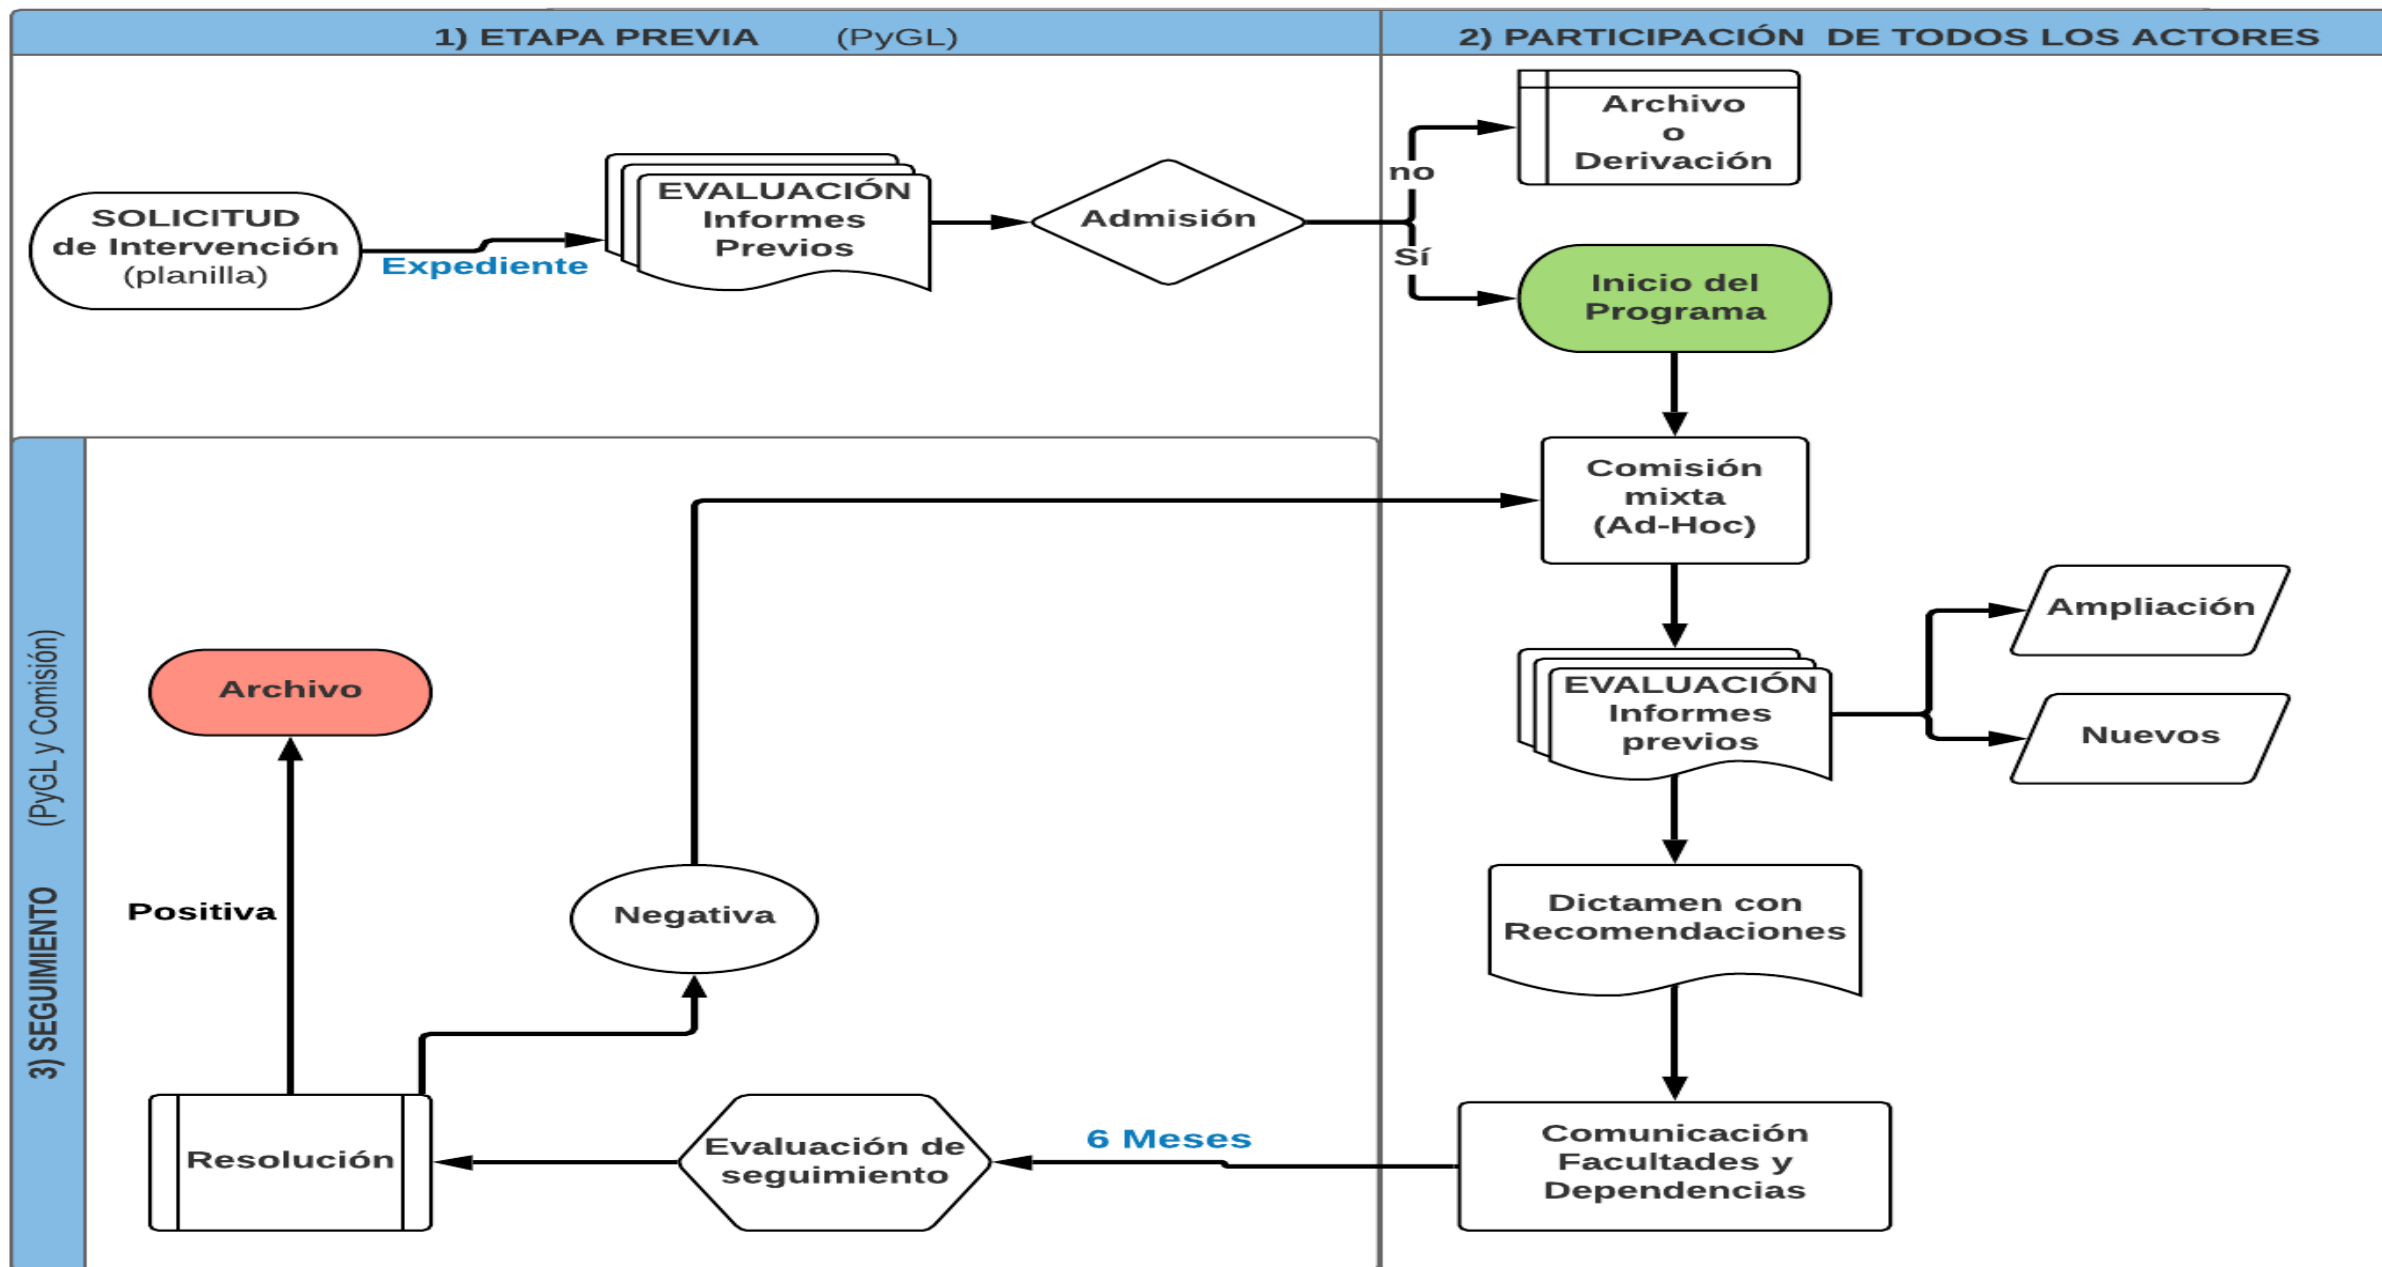 1) ETAPA PREVIA (PyGL)
2) PARTICIPACIÓN DE TODOS LOS ACTORES
SOLICITUD
de Intervención
(planilla)
Expediente
EVALUACIÓN
Informes
Previos
Admisión
no
Sí
Archivo
o
Derivación
Inicio del
Programa
Comisión
mixta
(Ad-Hoc)
EVALUACIÓN
Informes
previos
Ampliación
Nuevos
Dictamen con
Recomendaciones
Comunicación
Facultades y
Dependencias
3) SEGUIMIENTO (PyGL y Comisión)
6 Meses
Evaluación de
seguimiento
Resolución
Negativa
Positiva
Archivo